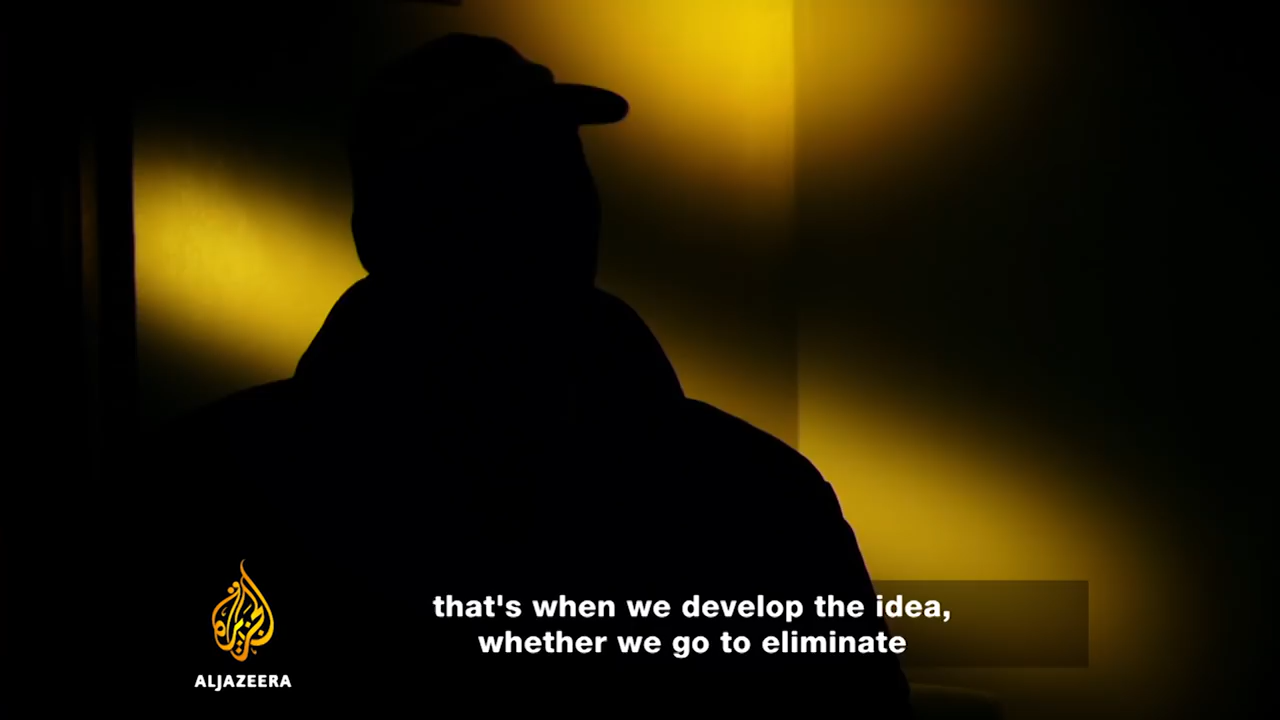 that's when we develop the idea,
whether we go to eliminate
الجزيرة
ALJAZEERA